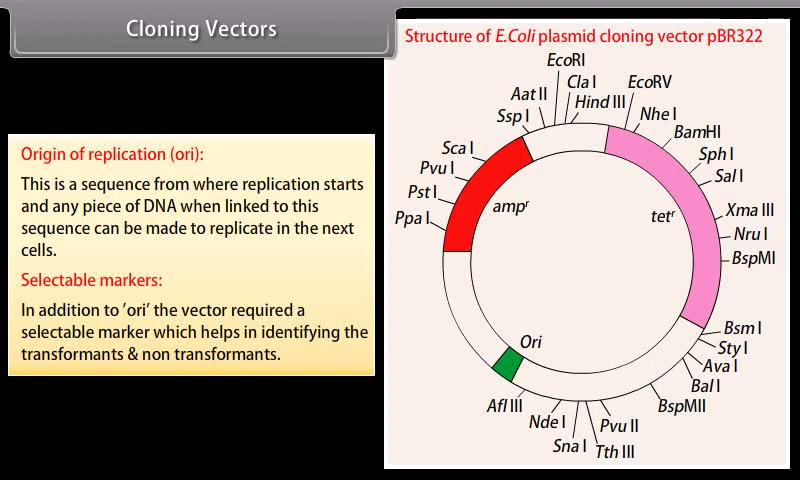 Cloning Vectors
Origin of replication (ori):
This is a sequence from where replication starts
and any piece of DNA when linked to this
sequence can be made to replicate in the next
cells.
Selectable markers:
In addition to 'ori' the vector required a
selectable marker which helps in identifying the
transformants & non transformants.
Structure of E.Coli plasmid cloning vector pBR322
EcoRI
Cla I
Hind III
EcoRV
Nhe I
BamHI
Sph I
Sal I
Xma III
Nru I
BspMI
Bsm I
Sty I
Ava I
Bal I
BspMII
Pvu II
Tth III
Sna I
Nde I
Afl III
Ppa I
Pst I
Pvu I
Sca I
Ssp I
Aat II
ampʳ
tetʳ
Ori